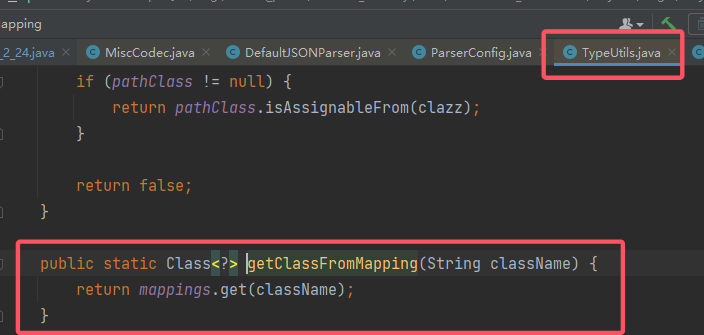 apping
_2_24.java × MiscCodec.java × DefaultJSONParser.java × ParserConfig.java × TypeUtils.java ×
if (pathClass != null) {
return pathClass.isAssignableFrom(clazz);
}
return false;
}
public static Class<?> getClassFromMapping(String className) {
return mappings.get(className);
}